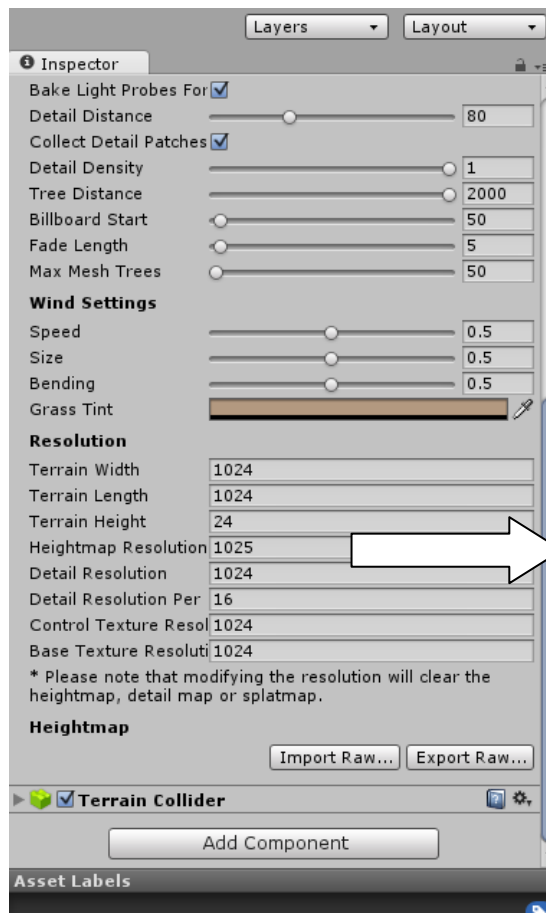 Layers Layout
Inspector
Bake Light Probes For
Detail Distance 80
Collect Detail Patches
Detail Density 1
Tree Distance 2000
Billboard Start 50
Fade Length 5
Max Mesh Trees 50
Wind Settings
Speed 0.5
Size 0.5
Bending 0.5
Grass Tint
Resolution
Terrain Width 1024
Terrain Length 1024
Terrain Height 24
Heightmap Resolution 1025
Detail Resolution 1024
Detail Resolution Per 16
Control Texture Resol 1024
Base Texture Resoluti 1024
* Please note that modifying the resolution will clear the
heightmap, detail map or splatmap.
Heightmap
Import Raw... Export Raw...
Terrain Collider
Add Component
Asset Labels